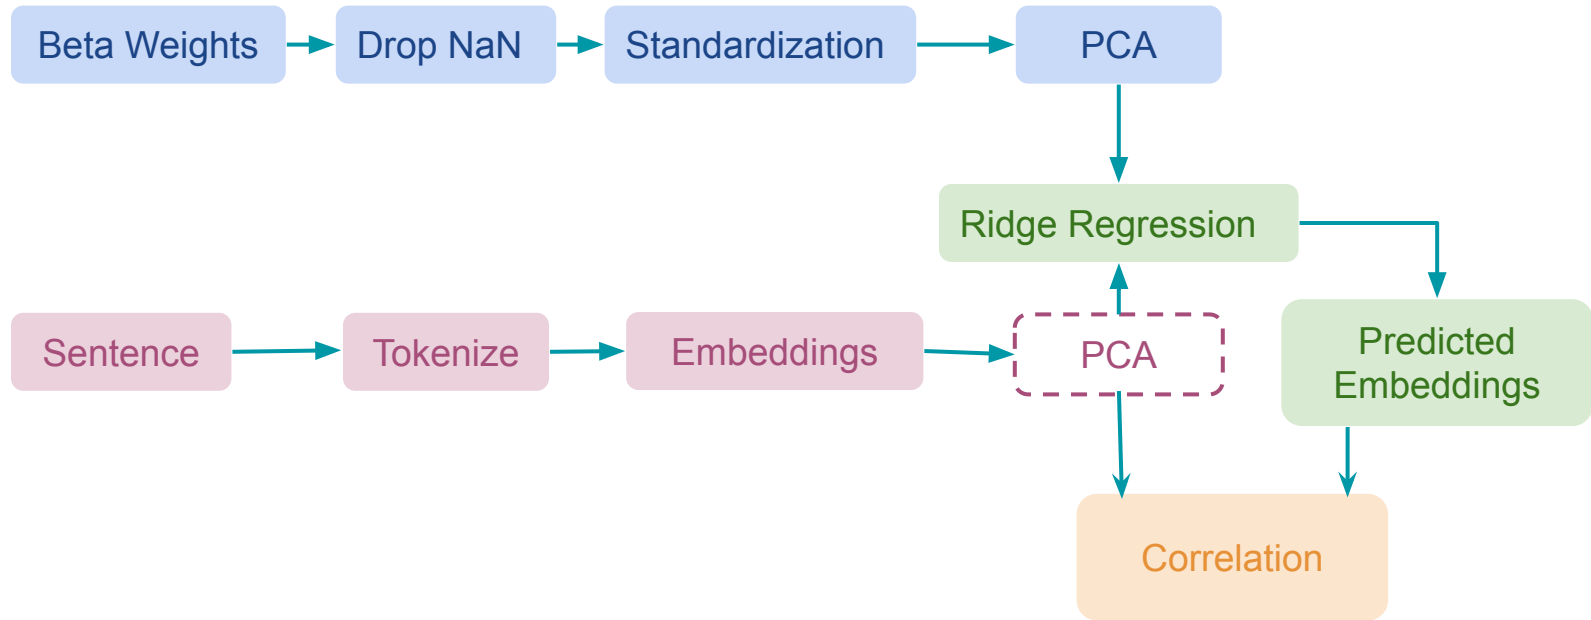 Beta Weights
Drop NaN
Standardization
PCA
Ridge Regression
Sentence
Tokenize
Embeddings
PCA
Predicted
Embeddings
Correlation